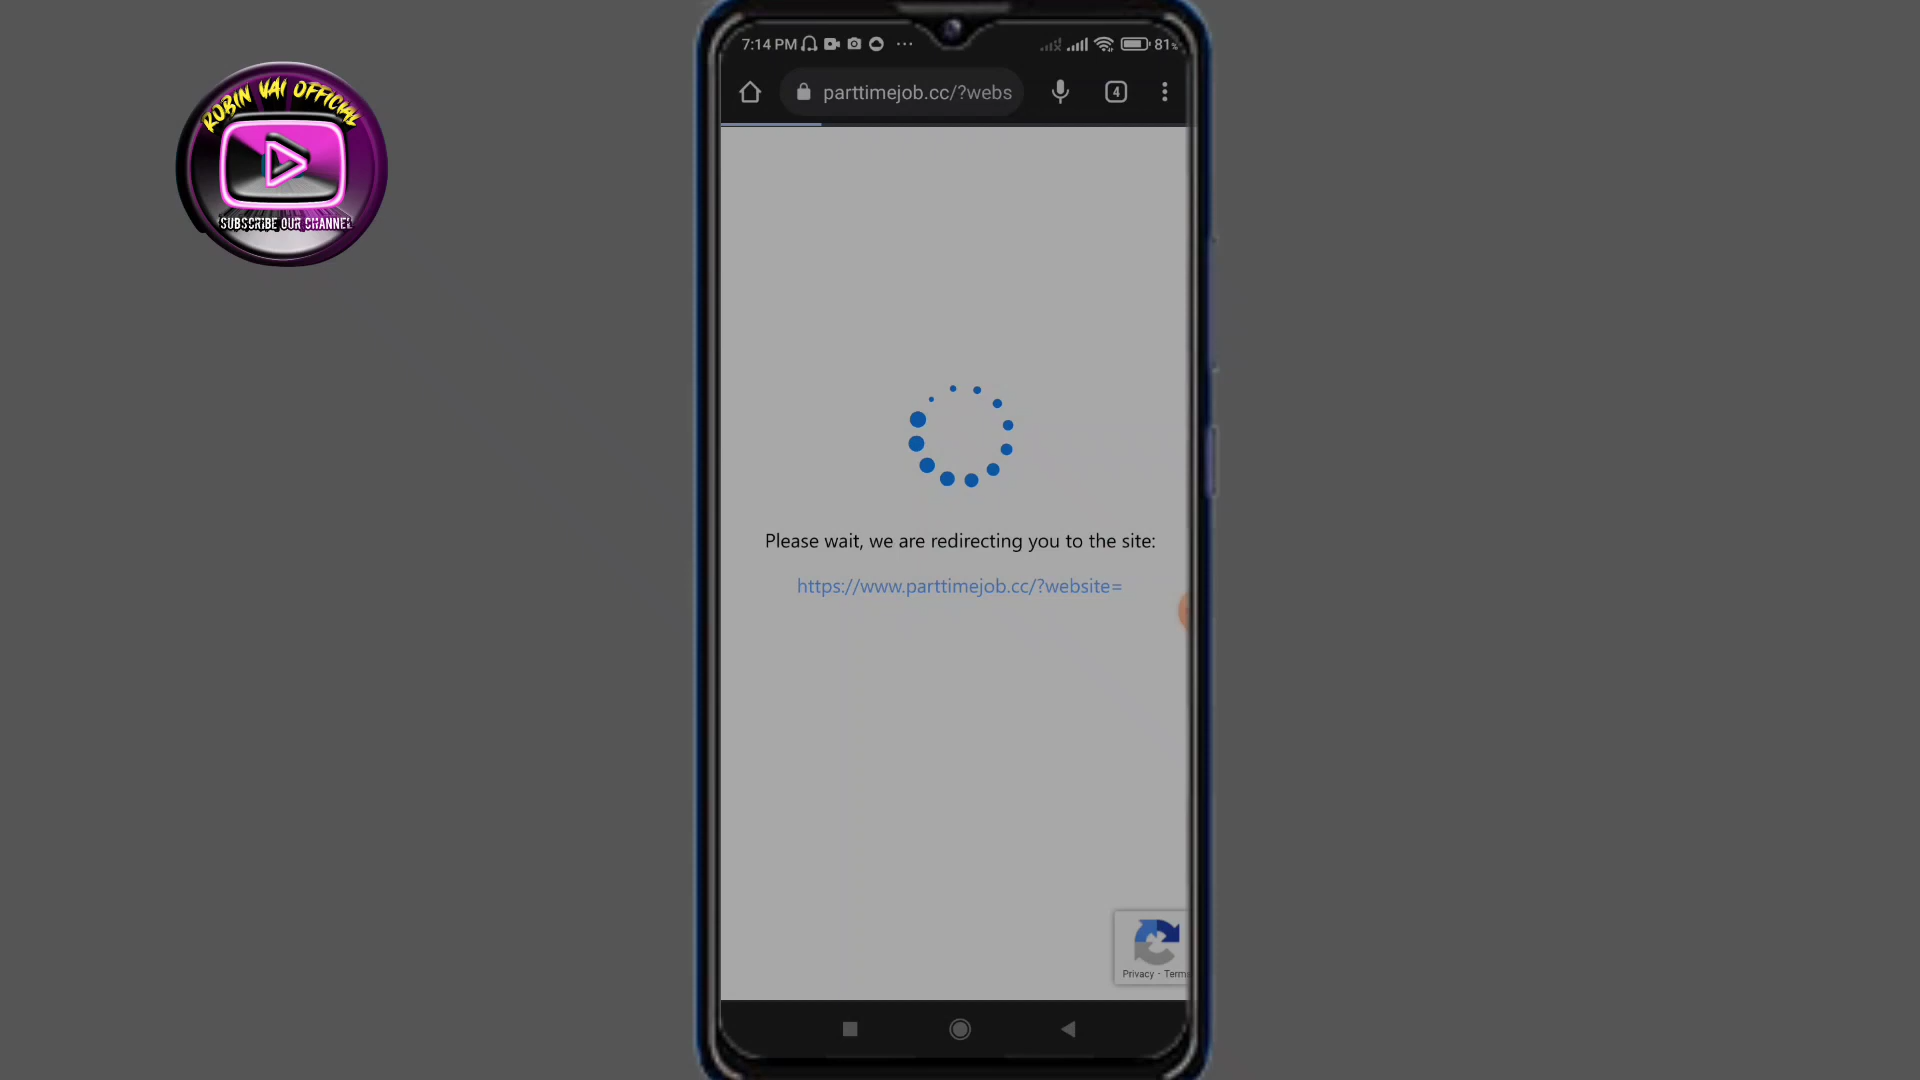 ROBIN VAI OFFICIAL
SUBSCRIBE OUR CHANNEL
7:14 PM
81%
parttimejob.cc/?webs
4
Please wait, we are redirecting you to the site:
https://www.parttimejob.cc/?website=
Privacy - Terms